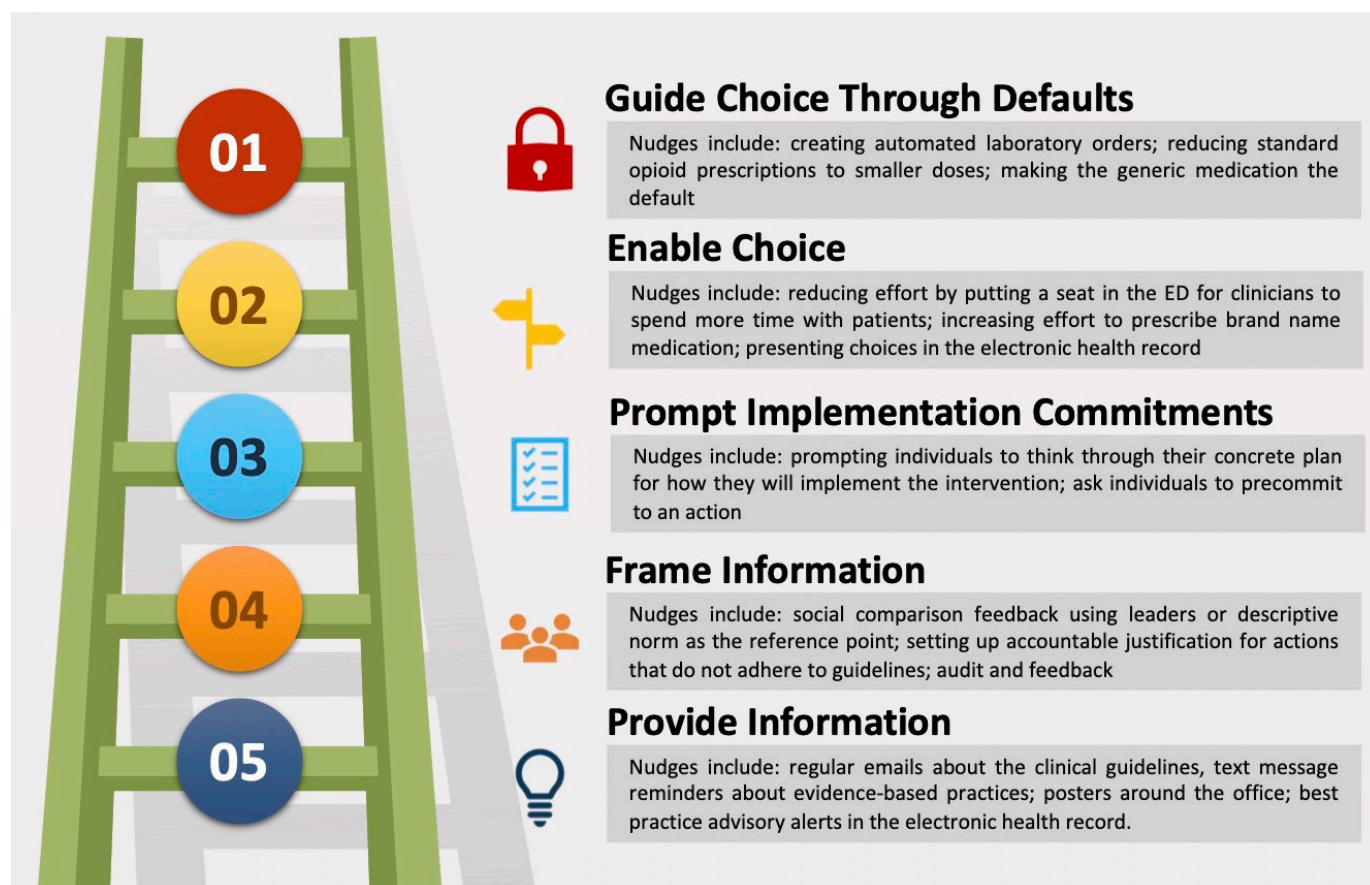 01
Guide Choice Through Defaults
Nudges include: creating automated laboratory orders; reducing standard
opioid prescriptions to smaller doses; making the generic medication the
default
02
Enable Choice
Nudges include: reducing effort by putting a seat in the ED for clinicians to
spend more time with patients; increasing effort to prescribe brand name
medication; presenting choices in the electronic health record
03
Prompt Implementation Commitments
Nudges include: prompting individuals to think through their concrete plan
for how they will implement the intervention; ask individuals to precommit
to an action
04
Frame Information
Nudges include: social comparison feedback using leaders or descriptive
norm as the reference point; setting up accountable justification for actions
that do not adhere to guidelines; audit and feedback
05
Provide Information
Nudges include: regular emails about the clinical guidelines, text message
reminders about evidence-based practices; posters around the office; best
practice advisory alerts in the electronic health record.